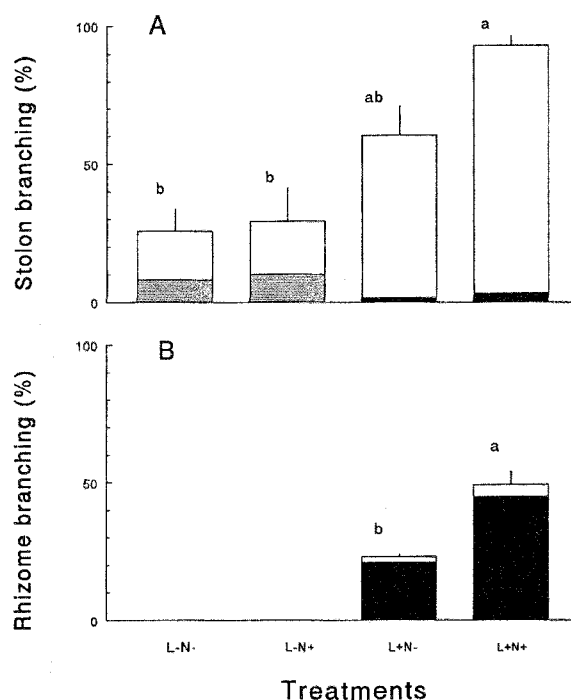 A
Stolon branching (%)
100
50
0
b
b
ab
a
B
Rhizome branching (%)
100
50
0
b
a
L-N-
L-N+
L+N-
L+N+
Treatments